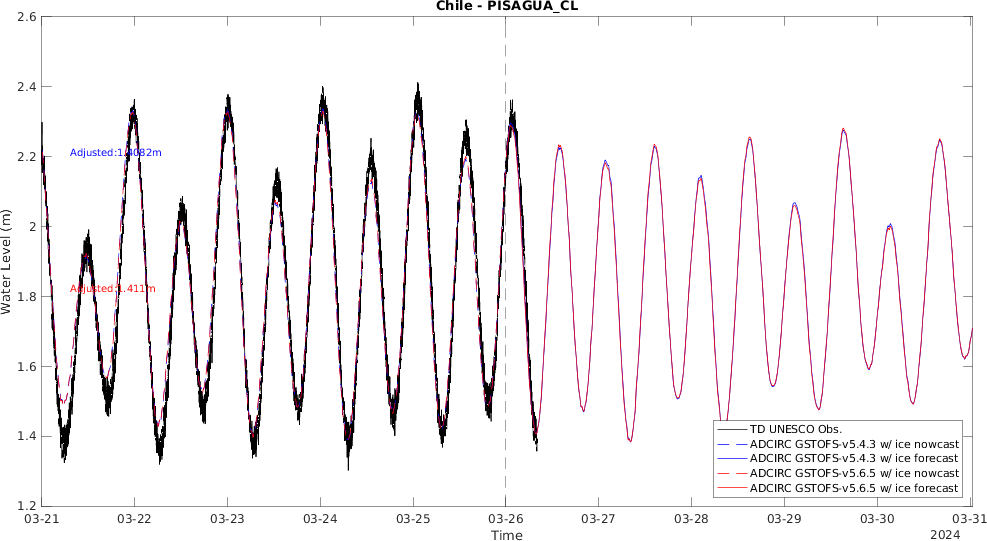 Chile - PISAGUA_CL
2.6
2.4
2.2
2
1.8
1.6
1.4
1.2
Water Level (m)
Adjusted:1.4082m
Adjusted:1.411m
TD UNESCO Obs.
ADCIRC GSTOFS-v5.4.3 w/ ice nowcast
ADCIRC GSTOFS-v5.4.3 w/ ice forecast
ADCIRC GSTOFS-v5.6.5 w/ ice nowcast
ADCIRC GSTOFS-v5.6.5 w/ ice forecast
03-21 03-22 03-23 03-24 03-25 03-26 03-27 03-28 03-29 03-30 03-31
Time
2024